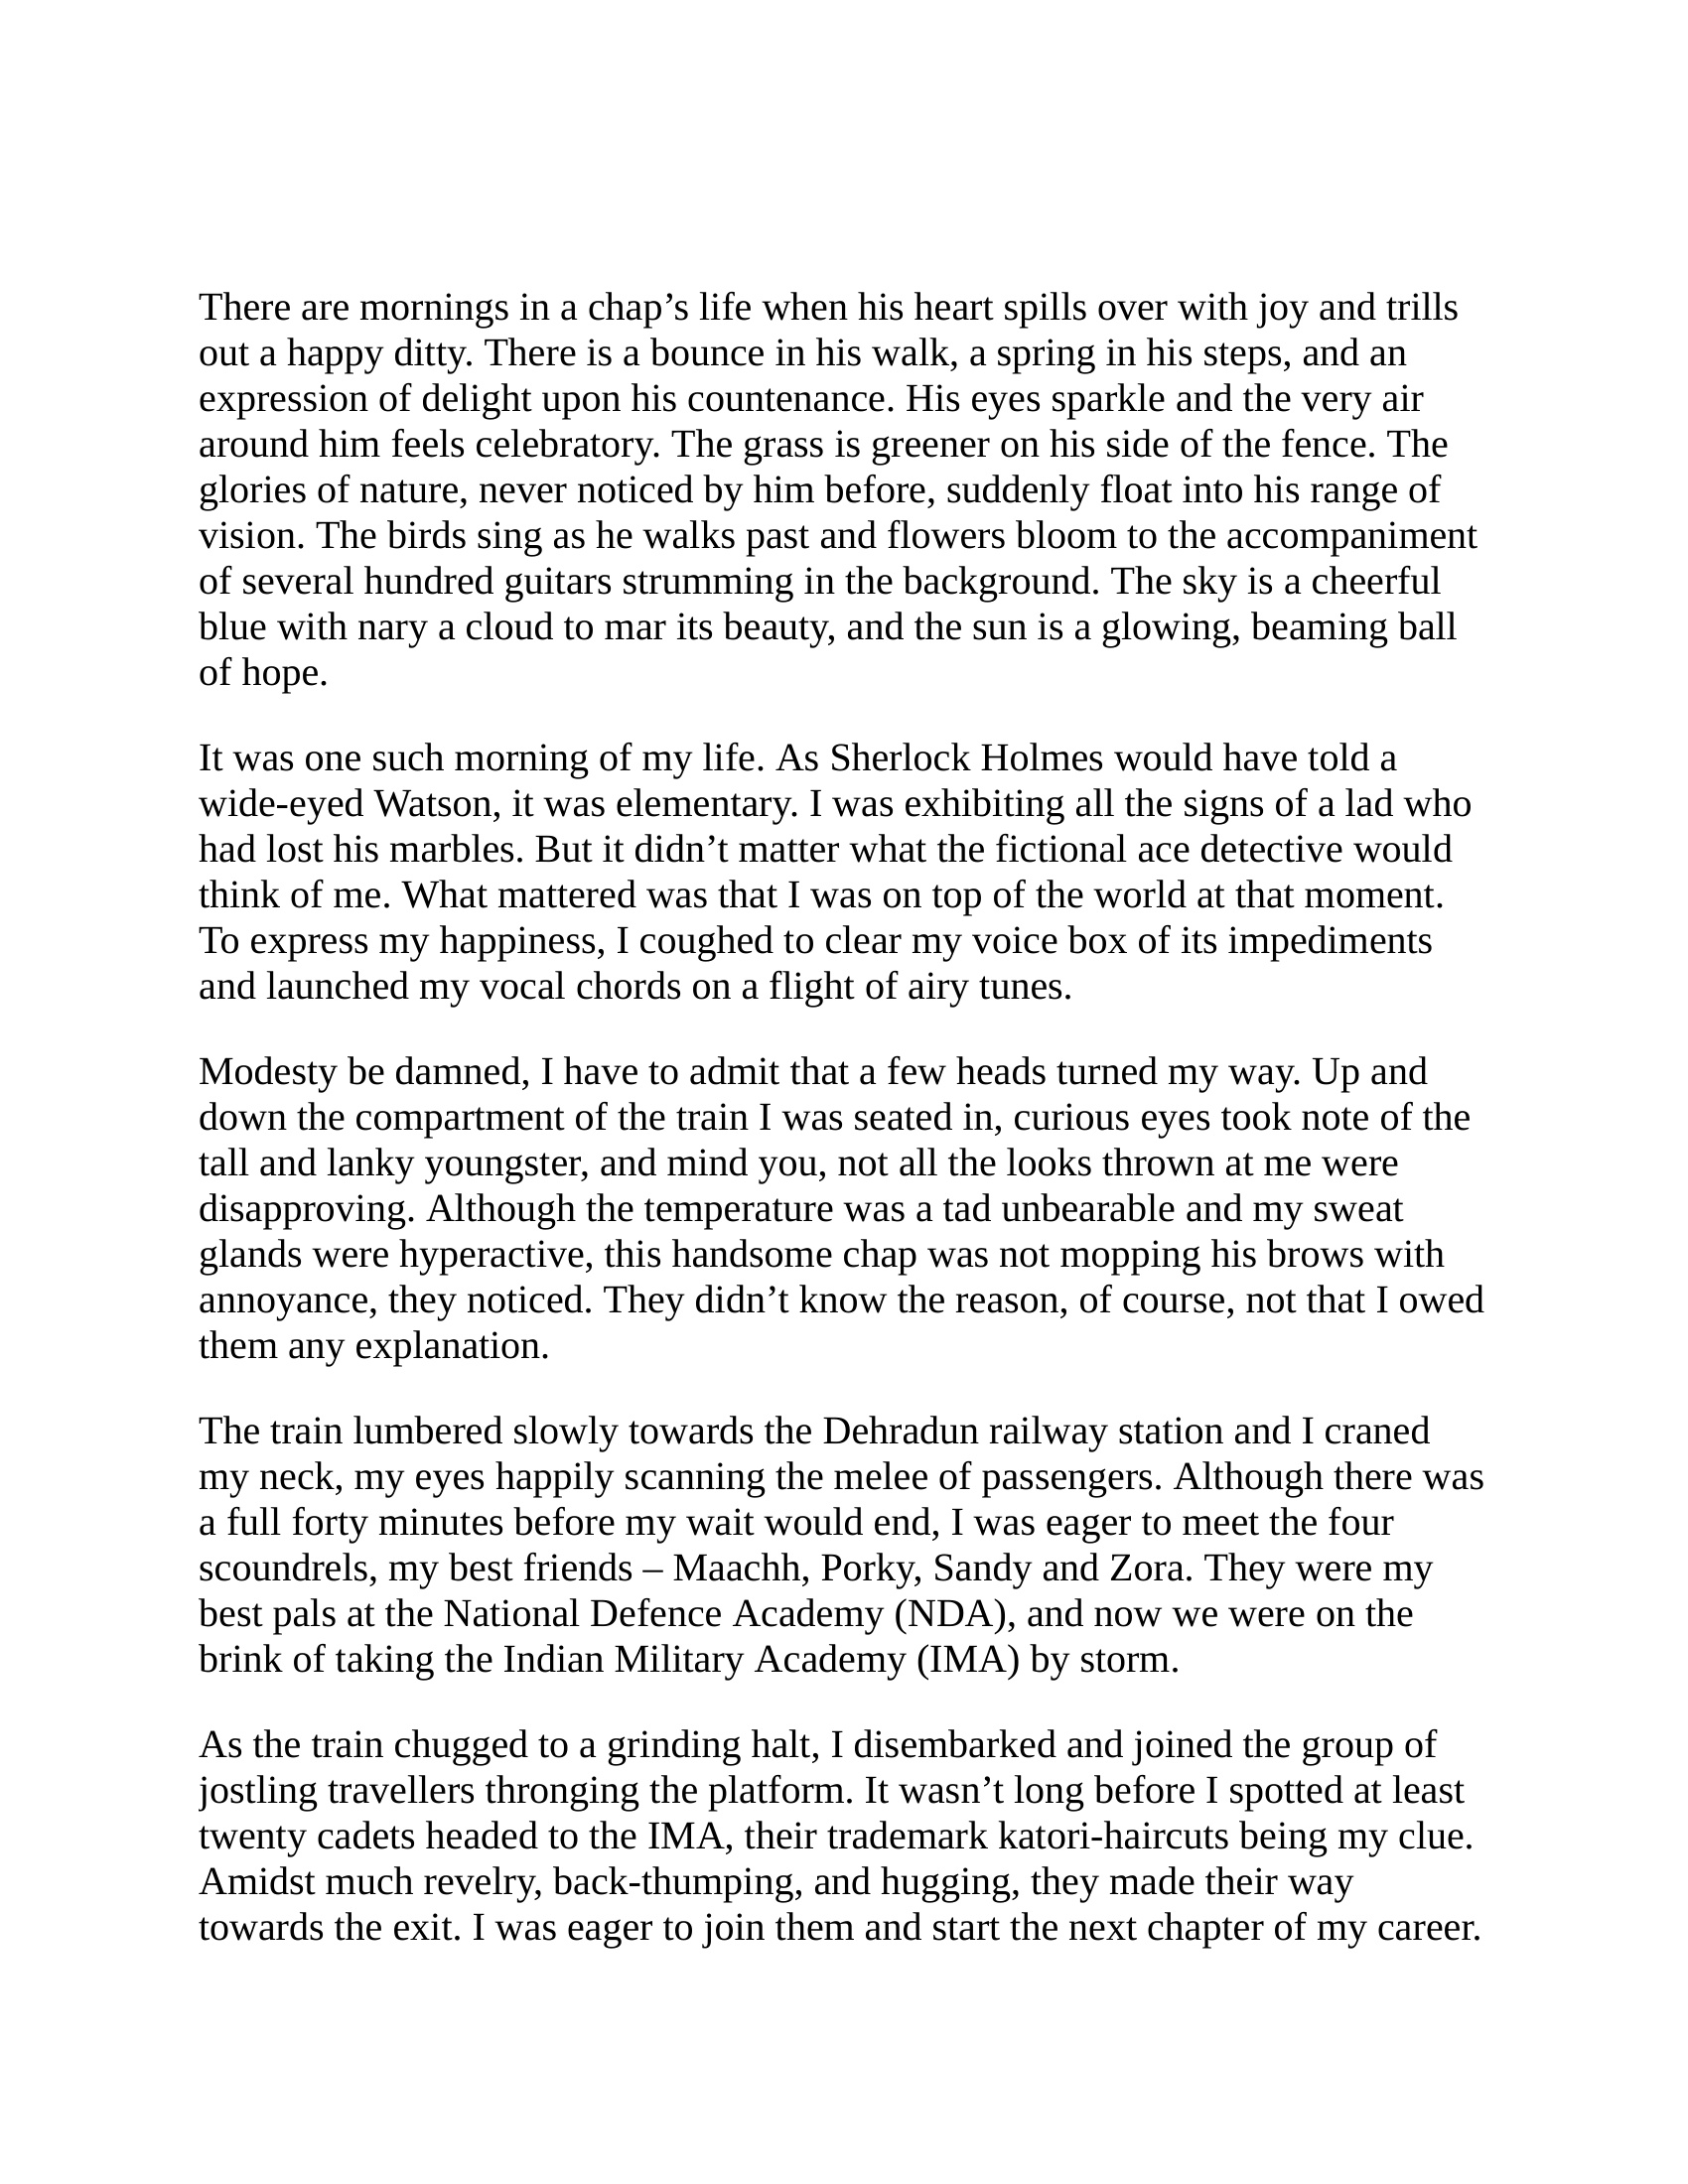 There are mornings in a chap’s life when his heart spills over with joy and trills
out a happy ditty. There is a bounce in his walk, a spring in his steps, and an
expression of delight upon his countenance. His eyes sparkle and the very air
around him feels celebratory. The grass is greener on his side of the fence. The
glories of nature, never noticed by him before, suddenly float into his range of
vision. The birds sing as he walks past and flowers bloom to the accompaniment
of several hundred guitars strumming in the background. The sky is a cheerful
blue with nary a cloud to mar its beauty, and the sun is a glowing, beaming ball
of hope.
It was one such morning of my life. As Sherlock Holmes would have told a
wide-eyed Watson, it was elementary. I was exhibiting all the signs of a lad who
had lost his marbles. But it didn’t matter what the fictional ace detective would
think of me. What mattered was that I was on top of the world at that moment.
To express my happiness, I coughed to clear my voice box of its impediments
and launched my vocal chords on a flight of airy tunes.
Modesty be damned, I have to admit that a few heads turned my way. Up and
down the compartment of the train I was seated in, curious eyes took note of the
tall and lanky youngster, and mind you, not all the looks thrown at me were
disapproving. Although the temperature was a tad unbearable and my sweat
glands were hyperactive, this handsome chap was not mopping his brows with
annoyance, they noticed. They didn’t know the reason, of course, not that I owed
them any explanation.
The train lumbered slowly towards the Dehradun railway station and I craned
my neck, my eyes happily scanning the melee of passengers. Although there was
a full forty minutes before my wait would end, I was eager to meet the four
scoundrels, my best friends – Maachh, Porky, Sandy and Zora. They were my
best pals at the National Defence Academy (NDA), and now we were on the
brink of taking the Indian Military Academy (IMA) by storm.
As the train chugged to a grinding halt, I disembarked and joined the group of
jostling travellers thronging the platform. It wasn’t long before I spotted at least
twenty cadets headed to the IMA, their trademark katori-haircuts being my clue.
Amidst much revelry, back-thumping, and hugging, they made their way
towards the exit. I was eager to join them and start the next chapter of my career.